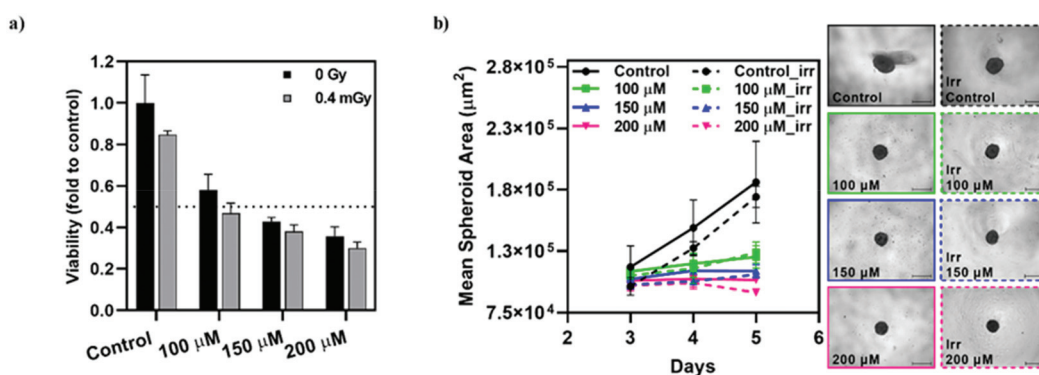 a)
Viability (fold to control)
1.2
1.0
0.8
0.6
0.4
0.2
0.0
0 Gy
0.4 mGy
Control
100 μM
150 μM
200 μM
b)
Mean Spheroid Area (μm²)
2.8×10⁵
2.3×10⁵
1.8×10⁵
1.3×10⁵
7.5×10⁴
Control
100 μM
150 μM
200 μM
Control_irr
100 μM_irr
150 μM_irr
200 μM_irr
2 3 4 5 6
Days
Control
Irr
Control
100 μM
Irr
100 μM
150 μM
Irr
150 μM
200 μM
Irr
200 μM